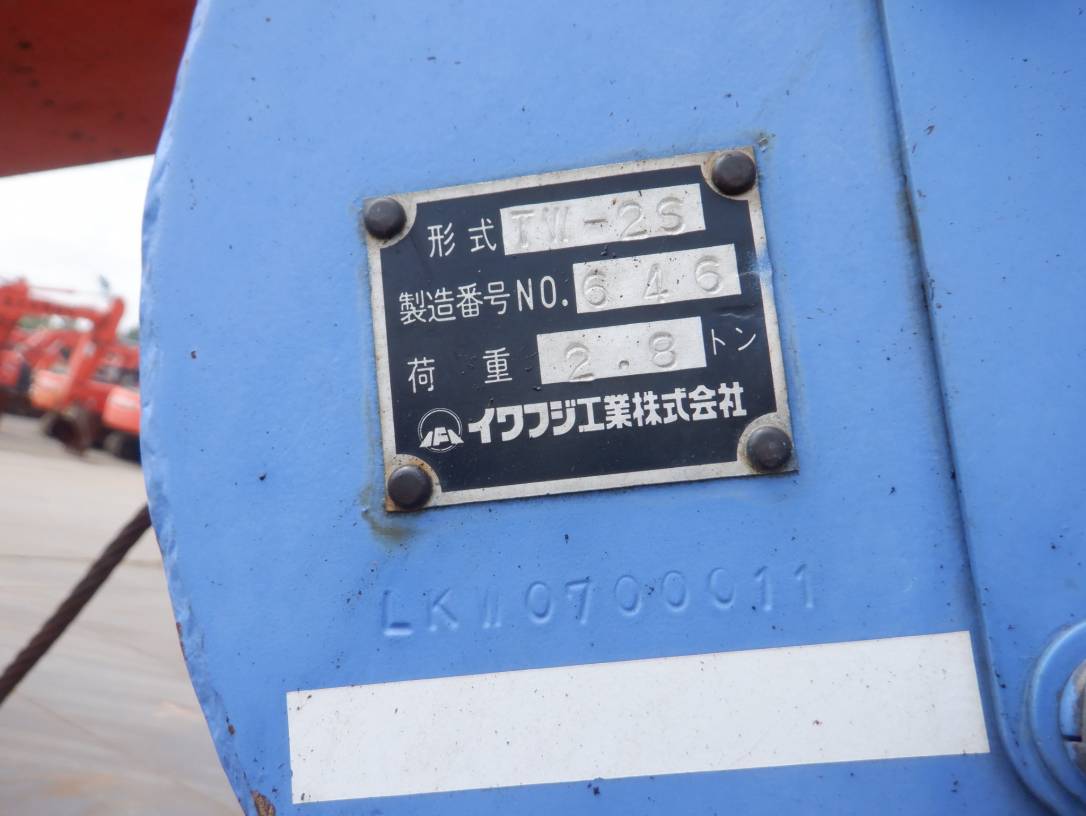 形式 TW-2S
製造番号NO. 646
荷重 2.8 トン
イワフジ工業株式会社
LKW0700011